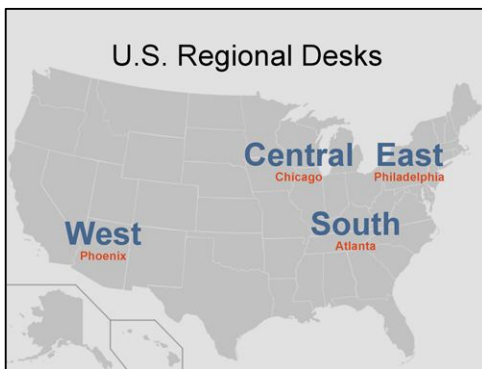 U.S. Regional Desks
Central
Chicago
East
Philadelphia
South
Atlanta
West
Phoenix